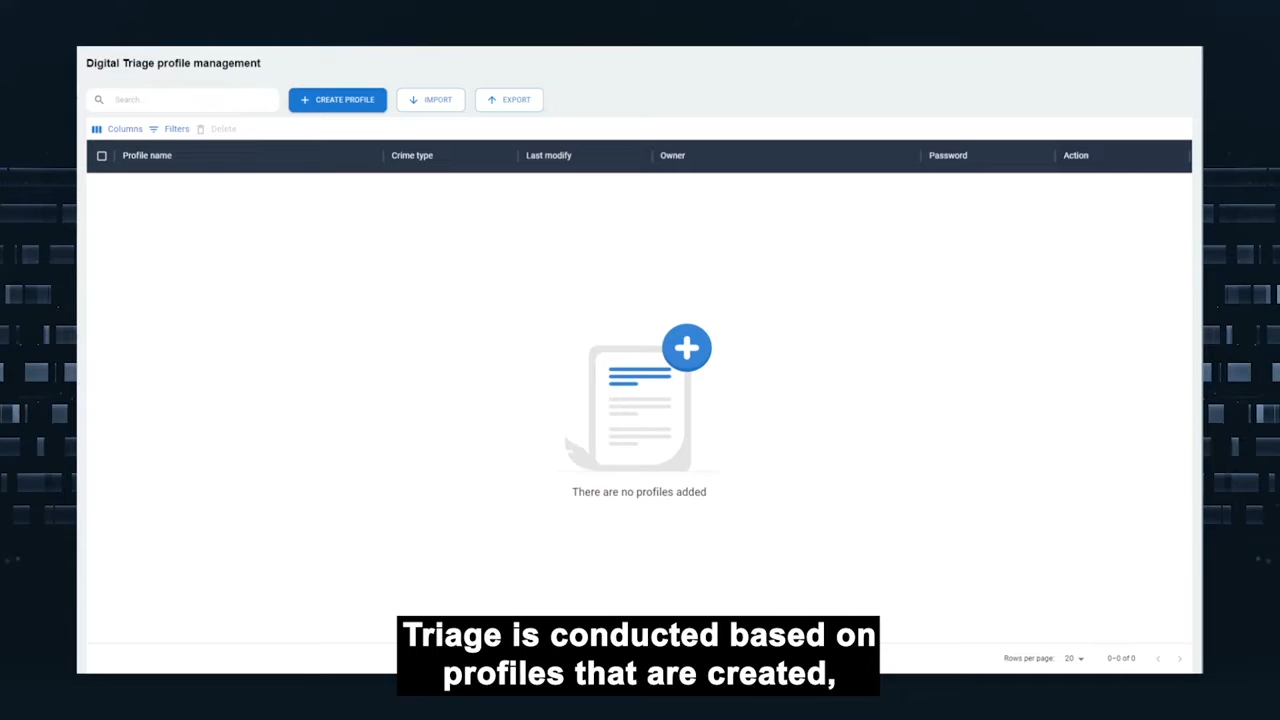 Digital Triage profile management
Search...
CREATE PROFILE
IMPORT
EXPORT
Columns
Filters
Delete
Profile name
Crime type
Last modify
Owner
Password
Action
There are no profiles added
Triage is conducted based on
profiles that are created,
Rows per page:
20
0–0 of 0